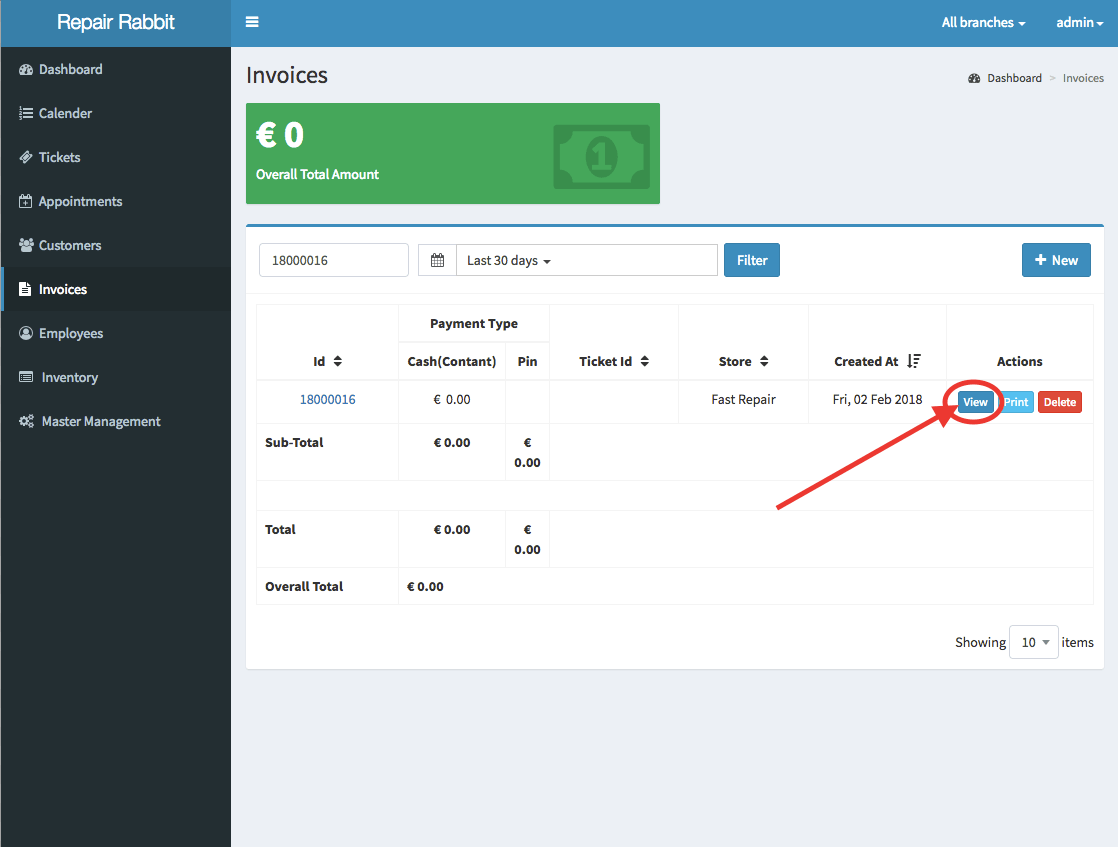 Repair Rabbit
All branches
admin
Dashboard
Calender
Tickets
Appointments
Customers
Invoices
Employees
Inventory
Master Management
Invoices
Dashboard > Invoices
€ 0
Overall Total Amount
1
18000016
Last 30 days
Filter
+ New
Payment Type
Id
Cash(Contant)
Pin
Ticket Id
Store
Created At
Actions
18000016
€ 0.00
Fast Repair
Fri, 02 Feb 2018
View
Print
Delete
Sub-Total
€ 0.00
€
0.00
Total
€ 0.00
€
0.00
Overall Total
€ 0.00
Showing 10 items